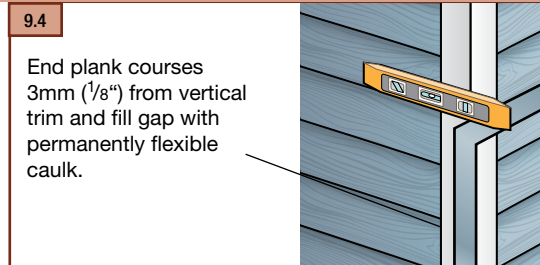 9.4
End plank courses
3mm (1/8“) from vertical
trim and fill gap with
permanently flexible
caulk.